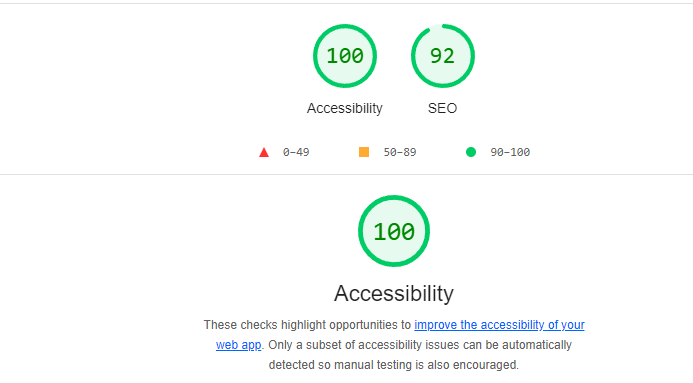 100 92
Accessibility SEO
0–49 50–89 90–100
100
Accessibility
These checks highlight opportunities to improve the accessibility of your
web app. Only a subset of accessibility issues can be automatically
detected so manual testing is also encouraged.